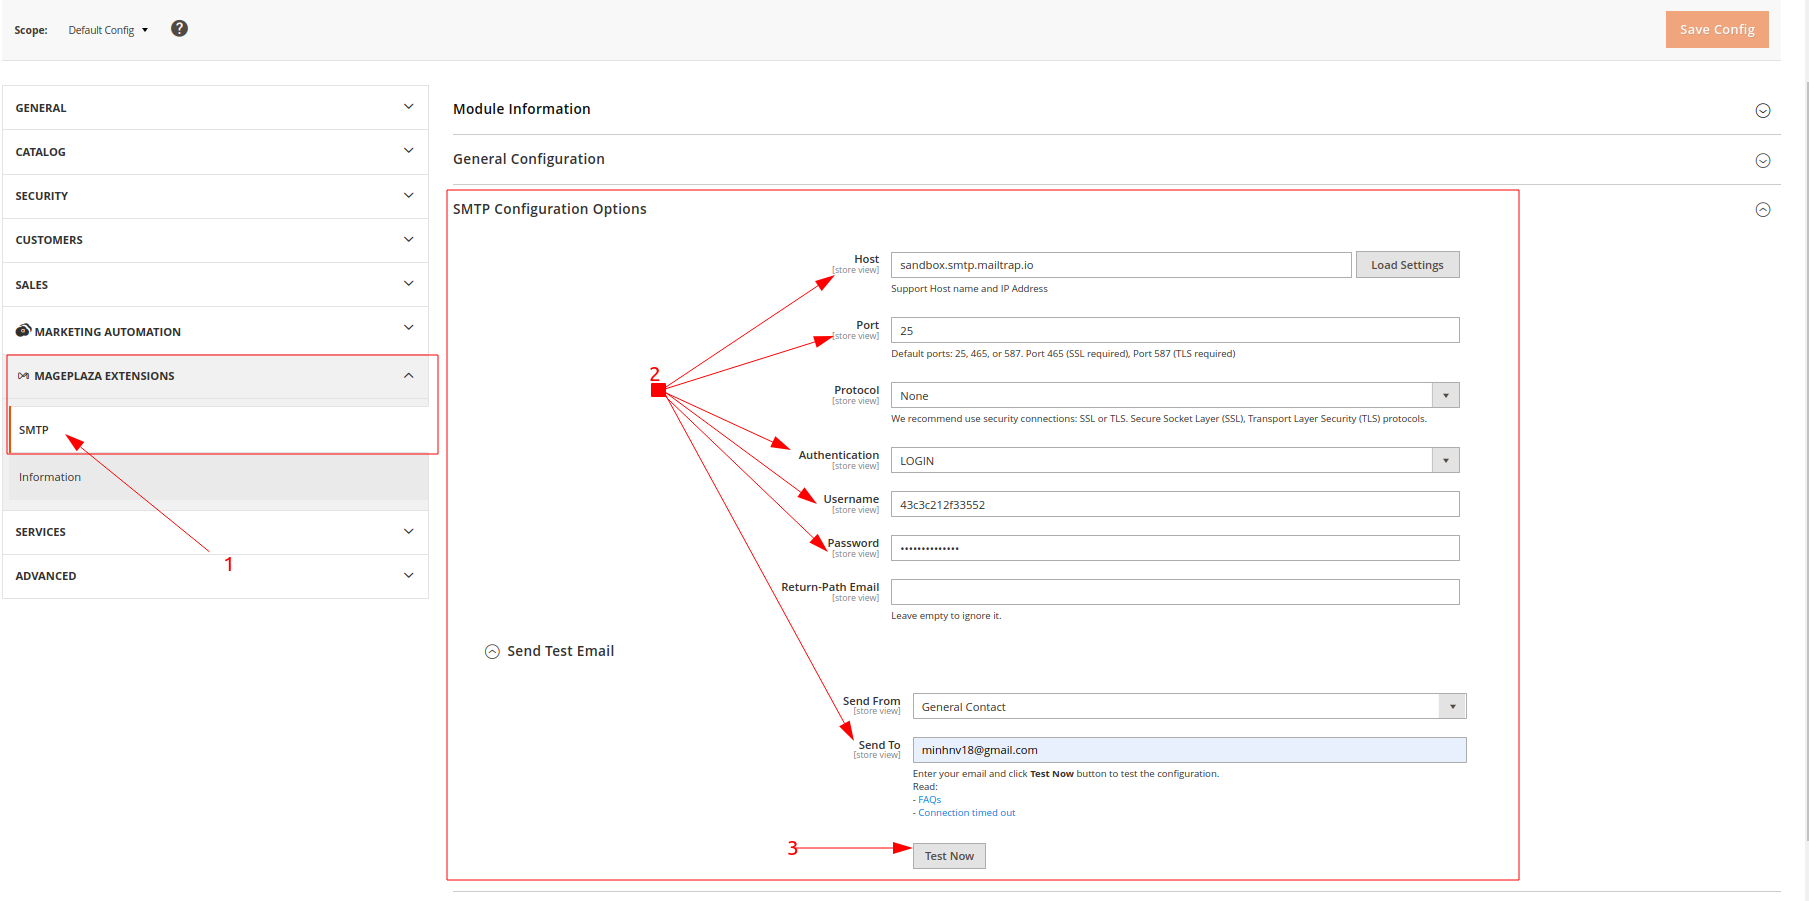 Scope: Default Config ?
Save Config
GENERAL
CATALOG
SECURITY
CUSTOMERS
SALES
MARKETING AUTOMATION
MAGEPLAZA EXTENSIONS
SMTP
Information
SERVICES
ADVANCED
1
Module Information
General Configuration
SMTP Configuration Options
2
Host
[store view]
sandbox.smtp.mailtrap.io
Load Settings
Support Host name and IP Address
Port
[store view]
25
Default ports: 25, 465, or 587. Port 465 (SSL required), Port 587 (TLS required)
Protocol
[store view]
None
We recommend use security connections: SSL or TLS. Secure Socket Layer (SSL), Transport Layer Security (TLS) protocols.
Authentication
[store view]
LOGIN
Username
[store view]
43c3c212f33552
Password
[store view]
••••••••••••••
Return-Path Email
[store view]
Leave empty to ignore it.
Send Test Email
Send From
[store view]
General Contact
Send To
[store view]
minhnv18@gmail.com
Enter your email and click Test Now button to test the configuration.
Read:
- FAQs
- Connection timed out
3
Test Now